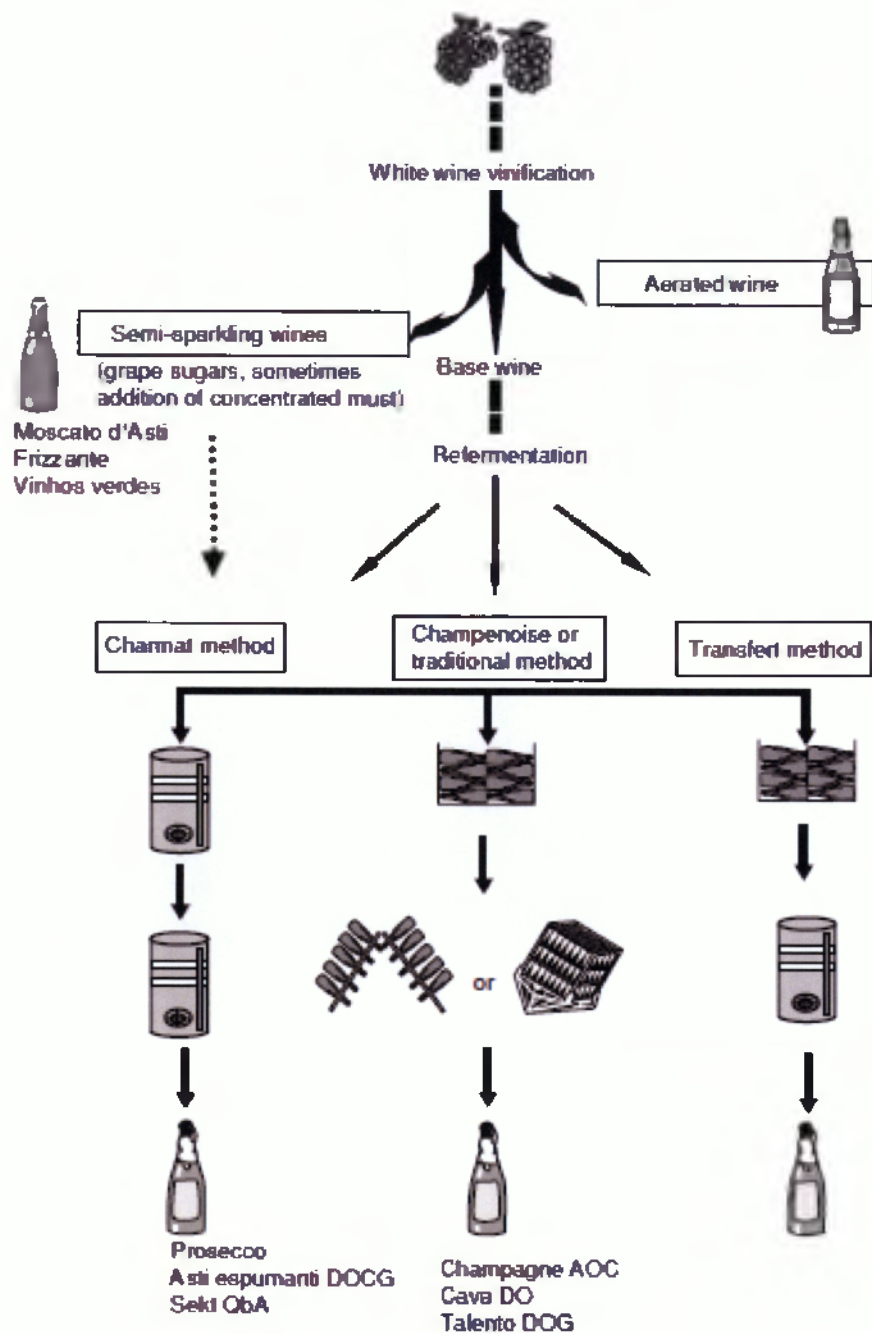 White wine vinification
Aerated wine
Semi-sparkling wines
(grape sugars, sometimes
addition of concentrated must)
Moscato d'Asti
Frizzante
Vinhos verdes
Base wine
Refermentation
Charmat method
Champenoise or
traditional method
Transfert method
or
Prosecco
Asti espumanti DOCG
Sekt QbA
Champagne AOC
Cava DO
Talento DOG